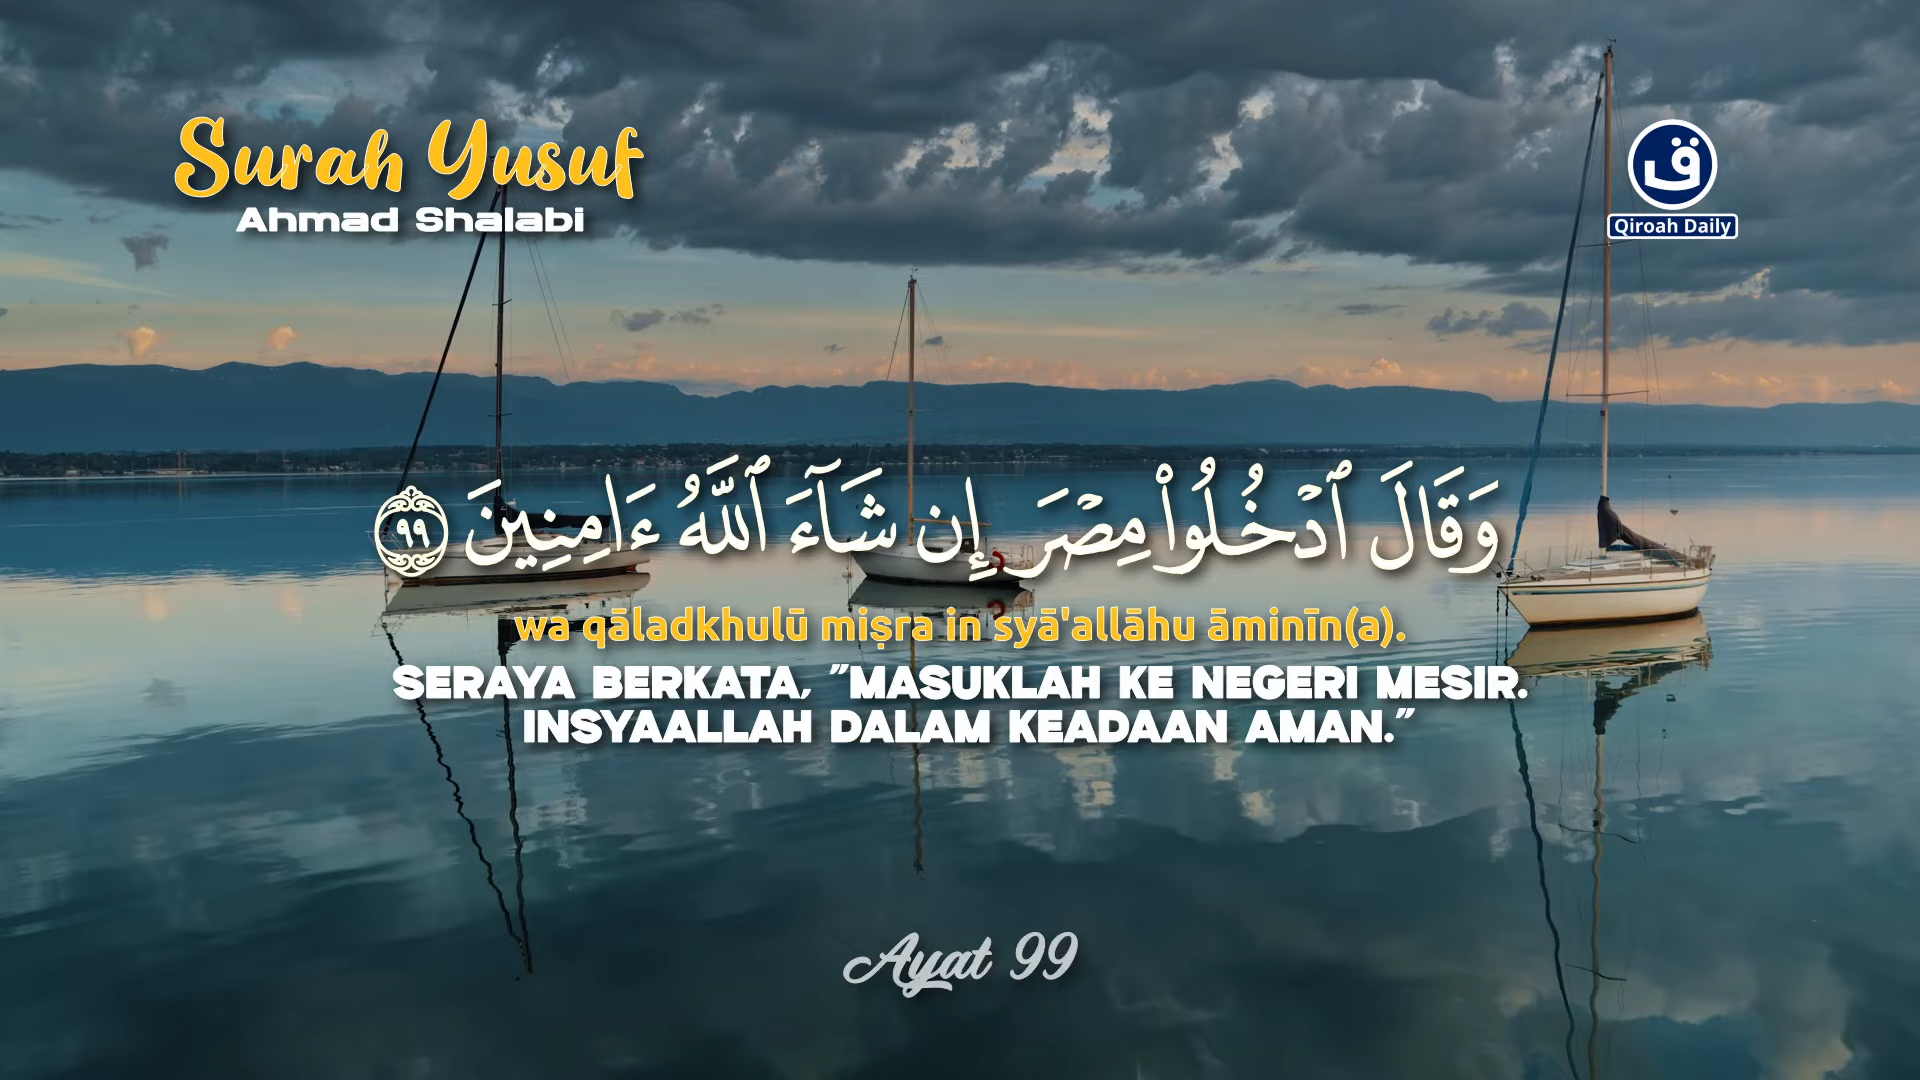 Surah Yusuf
Ahmad Shalabi
ق
Qiroah Daily
وَقَالَ ٱدْخُلُوا۟ مِصْرَ إِن شَآءَ ٱللَّهُ ءَامِنِينَ ٩٩
wa qāladkhulū miṣra in syā'allāhu āminīn(a).
SERAYA BERKATA, "MASUKLAH KE NEGERI MESIR.
INSYAALLAH DALAM KEADAAN AMAN."
Ayat 99